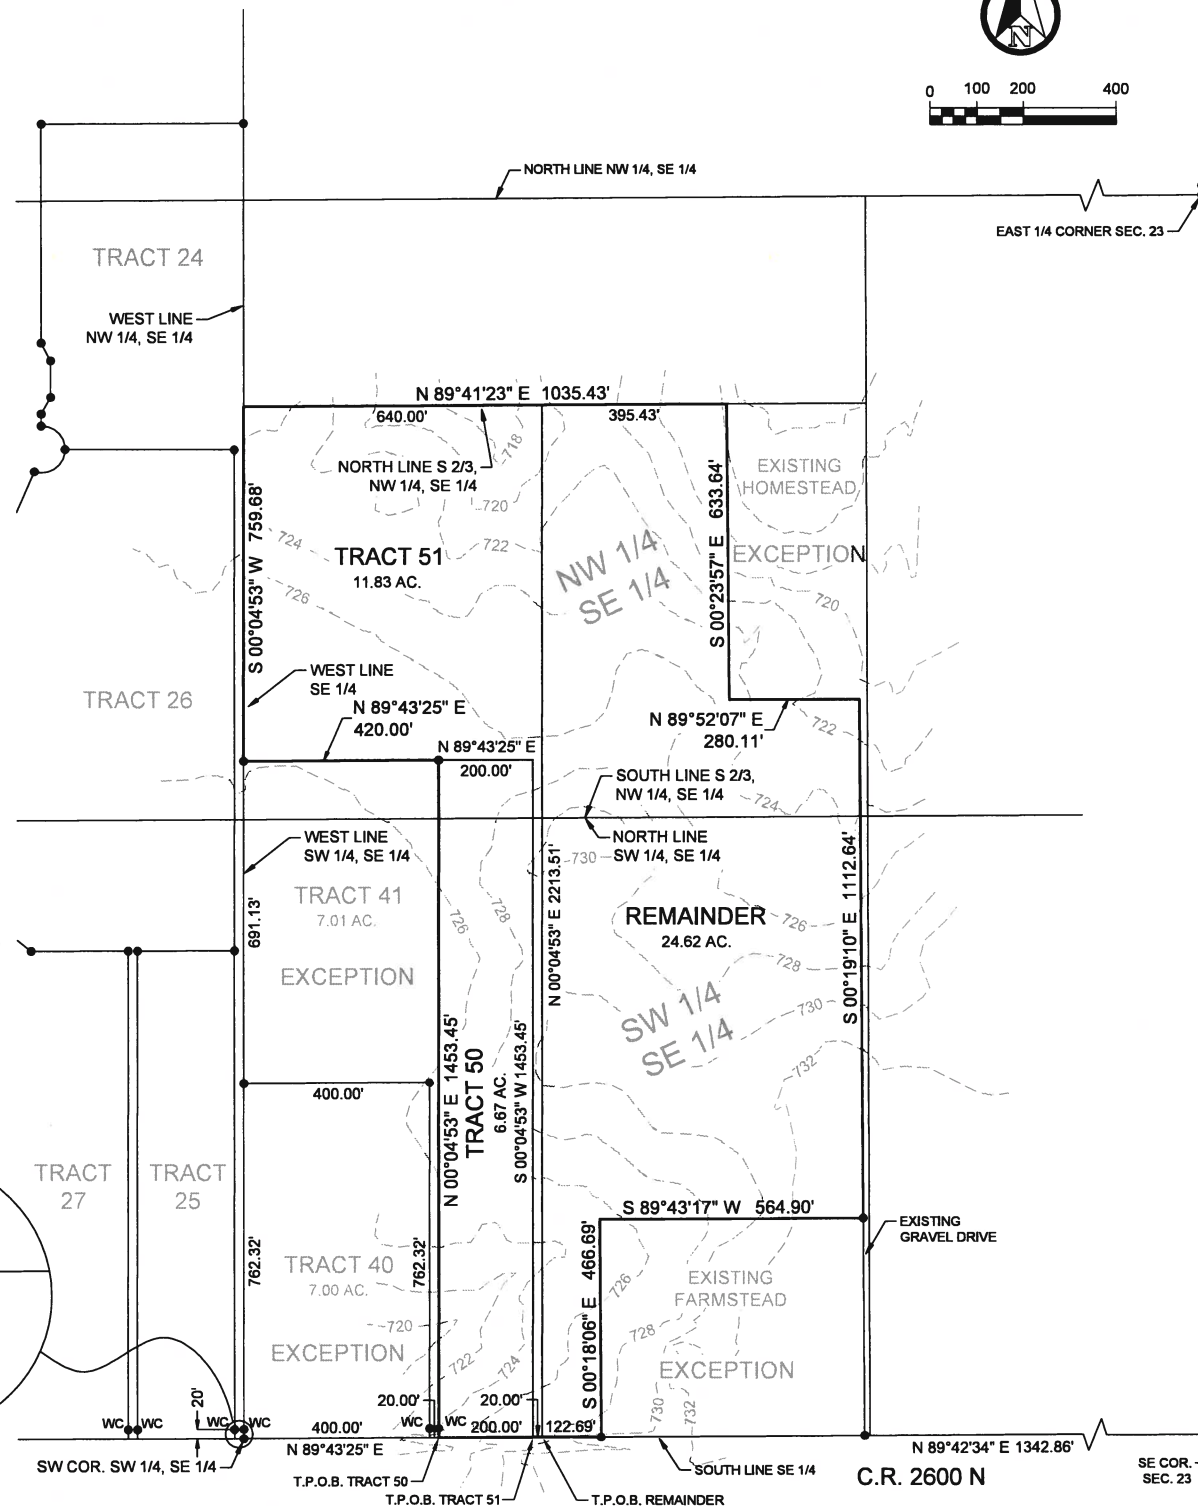 N
0 100 200 400
NORTH LINE NW 1/4, SE 1/4
EAST 1/4 CORNER SEC. 23
TRACT 24
WEST LINE
NW 1/4, SE 1/4
N 89°41'23" E 1035.43'
640.00'
395.43'
718
NORTH LINE S 2/3,
NW 1/4, SE 1/4
EXISTING
HOMESTEAD
EXCEPTION
720
722
724
726
S 00°04'53" W 759.68'
TRACT 51
11.83 AC.
NW 1/4
SE 1/4
S 00°23'57" E 633.64'
720
722
724
TRACT 26
WEST LINE
SE 1/4
N 89°43'25" E
420.00'
N 89°43'25" E
200.00'
N 89°52'07" E
280.11'
SOUTH LINE S 2/3,
NW 1/4, SE 1/4
NORTH LINE
SW 1/4, SE 1/4
WEST LINE
SW 1/4, SE 1/4
730
TRACT 41
7.01 AC.
EXCEPTION
691.13'
726
728
N 00°04'53" E 2213.51'
REMAINDER
24.62 AC.
726
728
730
732
S 00°19'10" E 1112.64'
SW 1/4
SE 1/4
N 00°04'53" E 1453.45'
TRACT 50
6.67 AC.
S 00°04'53" W 1453.45'
400.00'
TRACT
27
TRACT
25
762.32'
TRACT 40
7.00 AC.
EXCEPTION
762.32'
720
722
724
S 89°43'17" W 564.90'
S 00°18'06" E 466.69'
EXISTING
GRAVEL DRIVE
EXISTING
FARMSTEAD
EXCEPTION
726
728
730
732
20'
WC
WC
WC
WC
WC
WC
20.00'
20.00'
400.00'
200.00'
122.69'
N 89°43'25" E
SW COR. SW 1/4, SE 1/4
T.P.O.B. TRACT 50
T.P.O.B. TRACT 51
T.P.O.B. REMAINDER
SOUTH LINE SE 1/4
C.R. 2600 N
N 89°42'34" E 1342.86'
SE COR.
SEC. 23